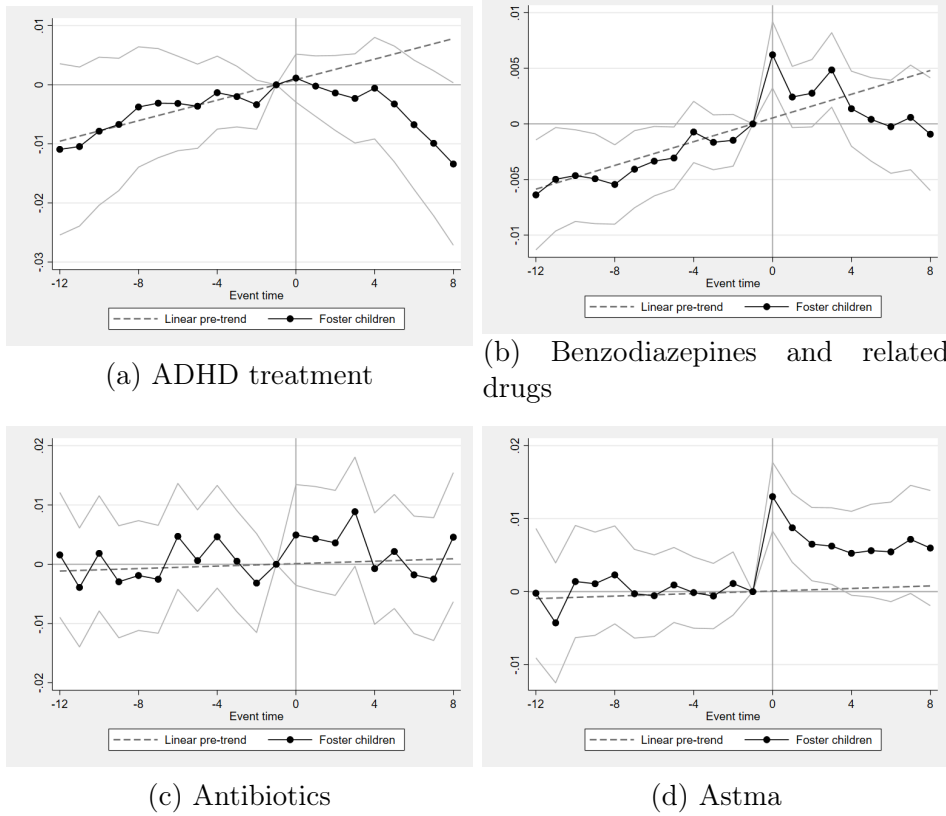 .01
0
-.01
-.02
-.03
-12
-8
-4
0
4
8
Event time
Linear pre-trend
Foster children
(a) ADHD treatment
.01
.005
0
-.005
-.01
-12
-8
-4
0
4
8
Event time
Linear pre-trend
Foster children
(b) Benzodiazepines and related
drugs
.02
.01
0
-.01
-.02
-12
-8
-4
0
4
8
Event time
Linear pre-trend
Foster children
(c) Antibiotics
.02
.01
0
-.01
-12
-8
-4
0
4
8
Event time
Linear pre-trend
Foster children
(d) Astma